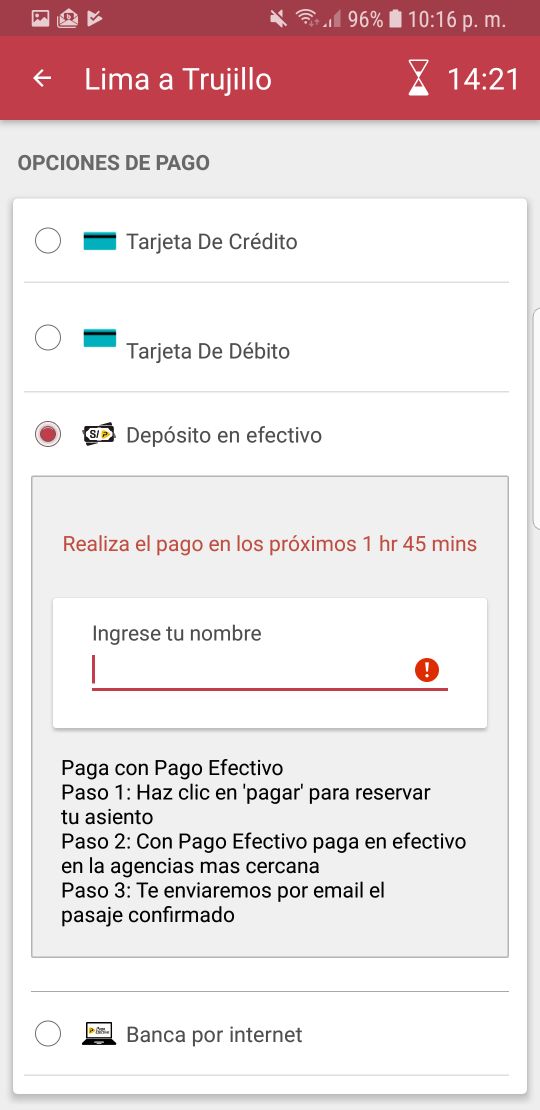 96% 10:16 p. m.
Lima a Trujillo 14:21
OPCIONES DE PAGO
Tarjeta De Crédito
Tarjeta De Débito
S/ P Depósito en efectivo
Realiza el pago en los próximos 1 hr 45 mins
Ingrese tu nombre
!
Paga con Pago Efectivo
Paso 1: Haz clic en 'pagar' para reservar
tu asiento
Paso 2: Con Pago Efectivo paga en efectivo
en la agencias mas cercana
Paso 3: Te enviaremos por email el
pasaje confirmado
Banca por internet